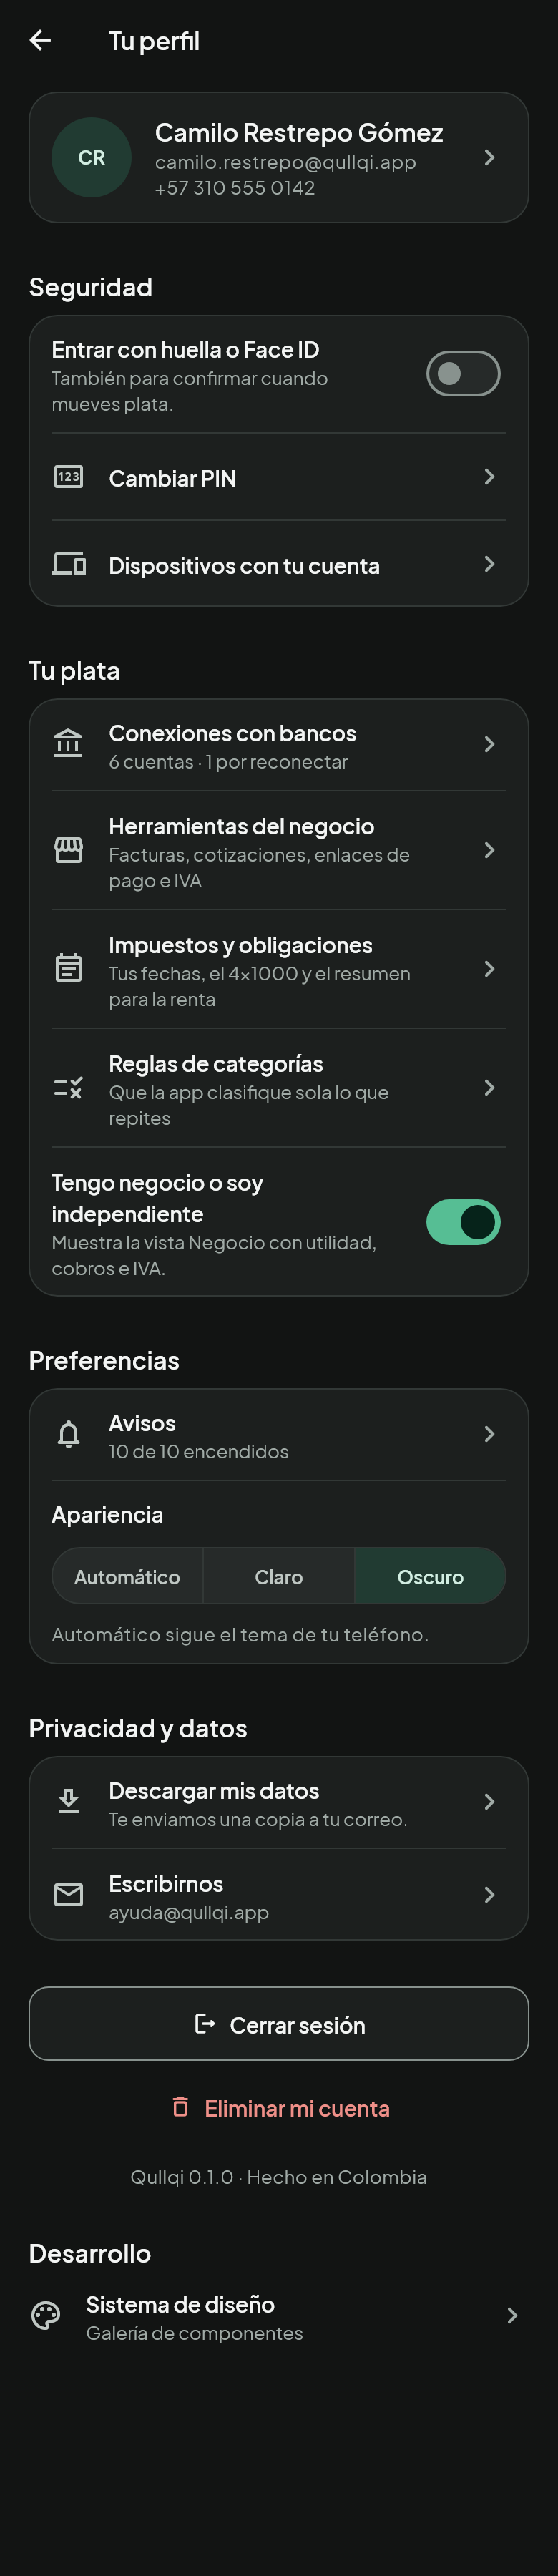 Tu perfil
CR
Camilo Restrepo Gómez
camilo.restrepo@qullqi.app
+57 310 555 0142
Seguridad
Entrar con huella o Face ID
También para confirmar cuando
mueves plata.
123
Cambiar PIN
Dispositivos con tu cuenta
Tu plata
Conexiones con bancos
6 cuentas · 1 por reconectar
Herramientas del negocio
Facturas, cotizaciones, enlaces de
pago e IVA
Impuestos y obligaciones
Tus fechas, el 4×1000 y el resumen
para la renta
Reglas de categorías
Que la app clasifique sola lo que
repites
Tengo negocio o soy
independiente
Muestra la vista Negocio con utilidad,
cobros e IVA.
Preferencias
Avisos
10 de 10 encendidos
Apariencia
Automático
Claro
Oscuro
Automático sigue el tema de tu teléfono.
Privacidad y datos
Descargar mis datos
Te enviamos una copia a tu correo.
Escribirnos
ayuda@qullqi.app
Cerrar sesión
Eliminar mi cuenta
Qullqi 0.1.0 · Hecho en Colombia
Desarrollo
Sistema de diseño
Galería de componentes